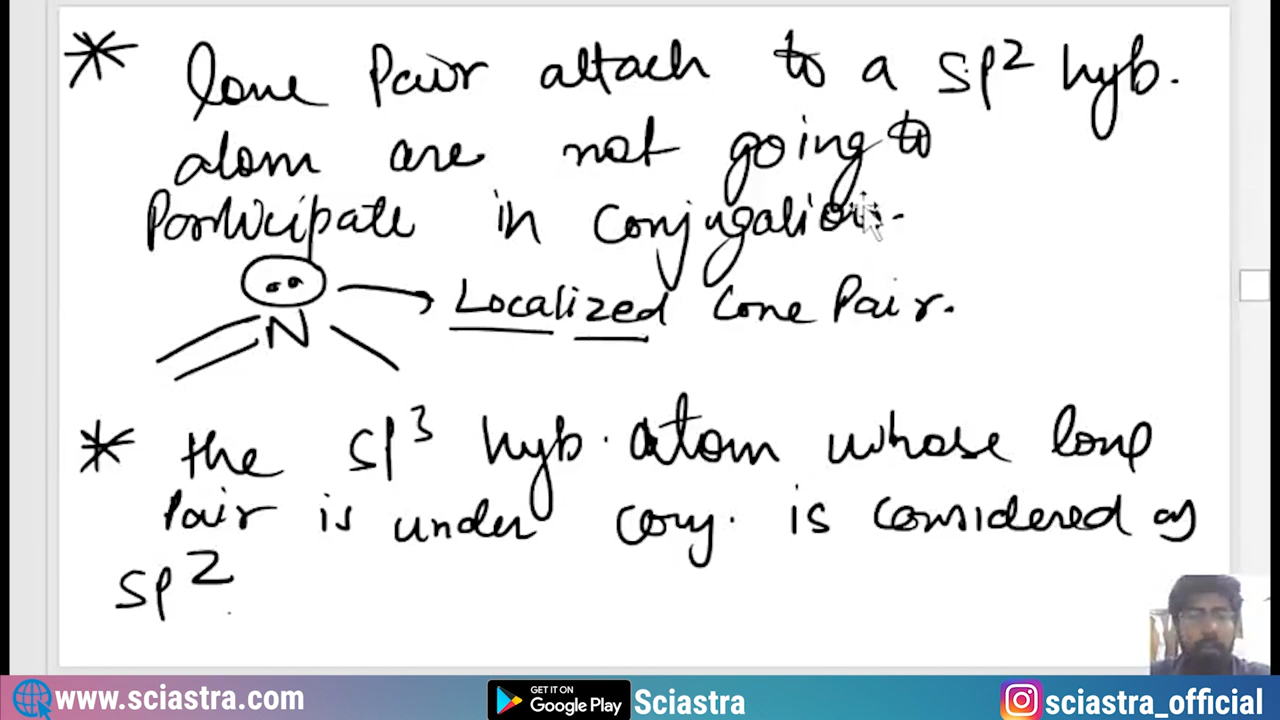 * lone Pair attach to a sp² hyb.
atom are not going to
Participate in conjugation.
N → Localized Lone Pair.
* the sp³ hyb. atom whose lone
Pair is under conj. is considered as
sp²
www.sciastra.com
GET IT ON
Google Play
Sciastra
sciastra_official